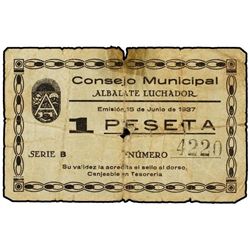 Consejo Municipal
ALBALATE LUCHADOR
Emisión 15 de Junio de 1937
1 PESETA
SERIE B NÚMERO 4220
Su validez la acredita el sello al dorso,
Canjeable en Tesorería